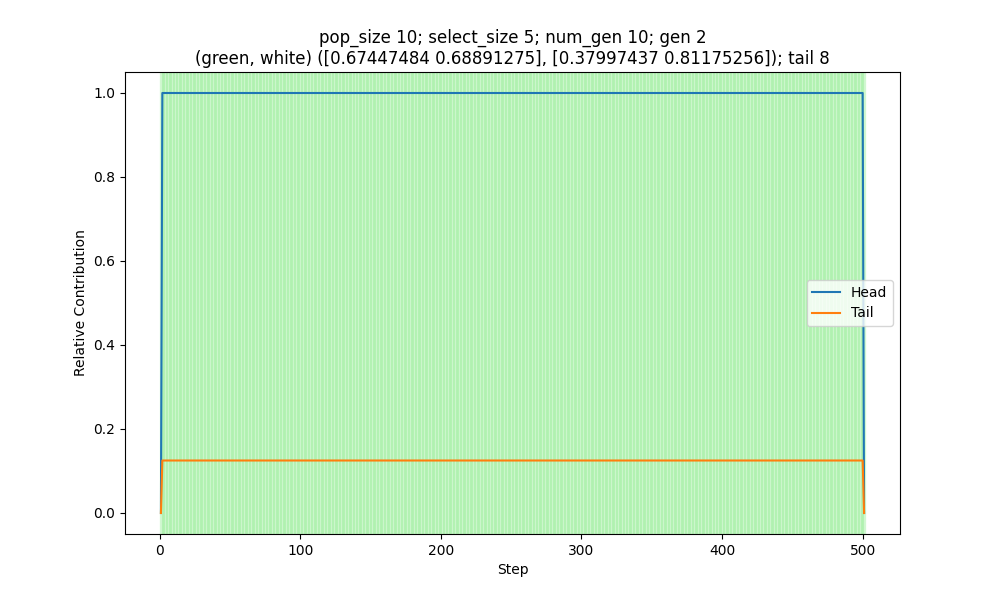 pop_size 10; select_size 5; num_gen 10; gen 2
(green, white) ([0.67447484 0.68891275], [0.37997437 0.81175256]); tail 8
1.0
0.8
0.6
0.4
0.2
0.0
Relative Contribution
Head
Tail
0
100
200
300
400
500
Step